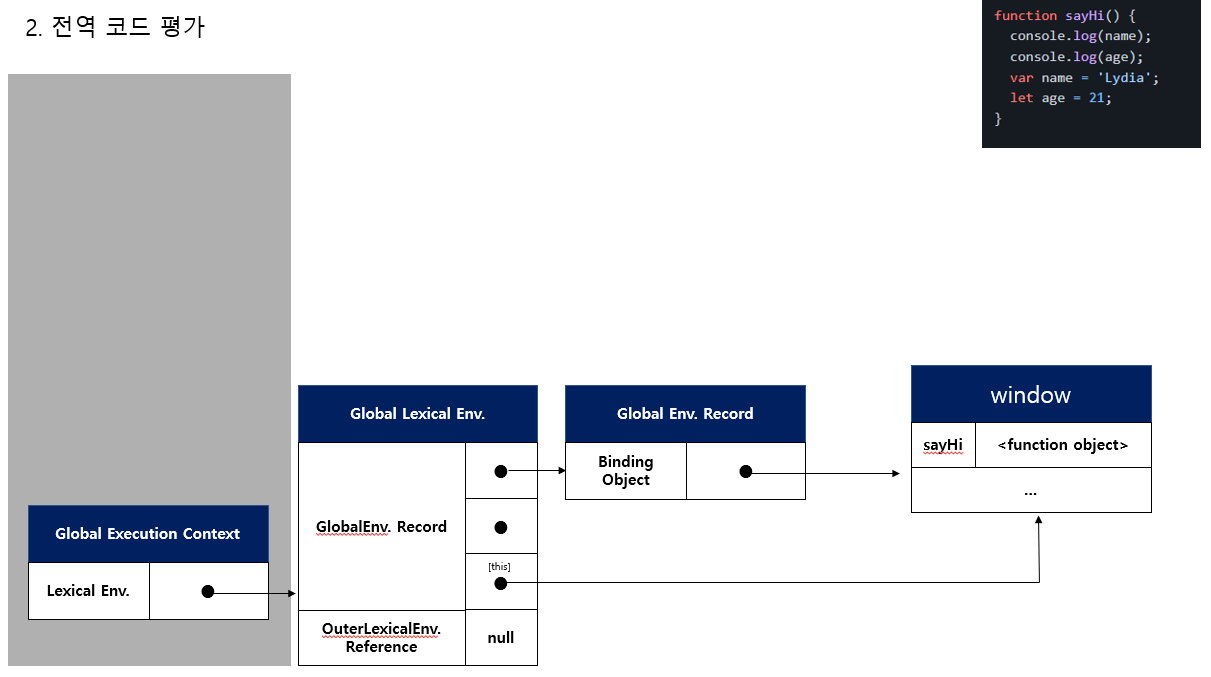 2. 전역 코드 평가
function sayHi() {
console.log(name);
console.log(age);
var name = 'Lydia';
let age = 21;
}
Global Execution Context
Lexical Env.
Global Lexical Env.
GlobalEnv. Record
[this]
OuterLexicalEnv.
Reference
null
Global Env. Record
Binding
Object
window
sayHi
<function object>
...